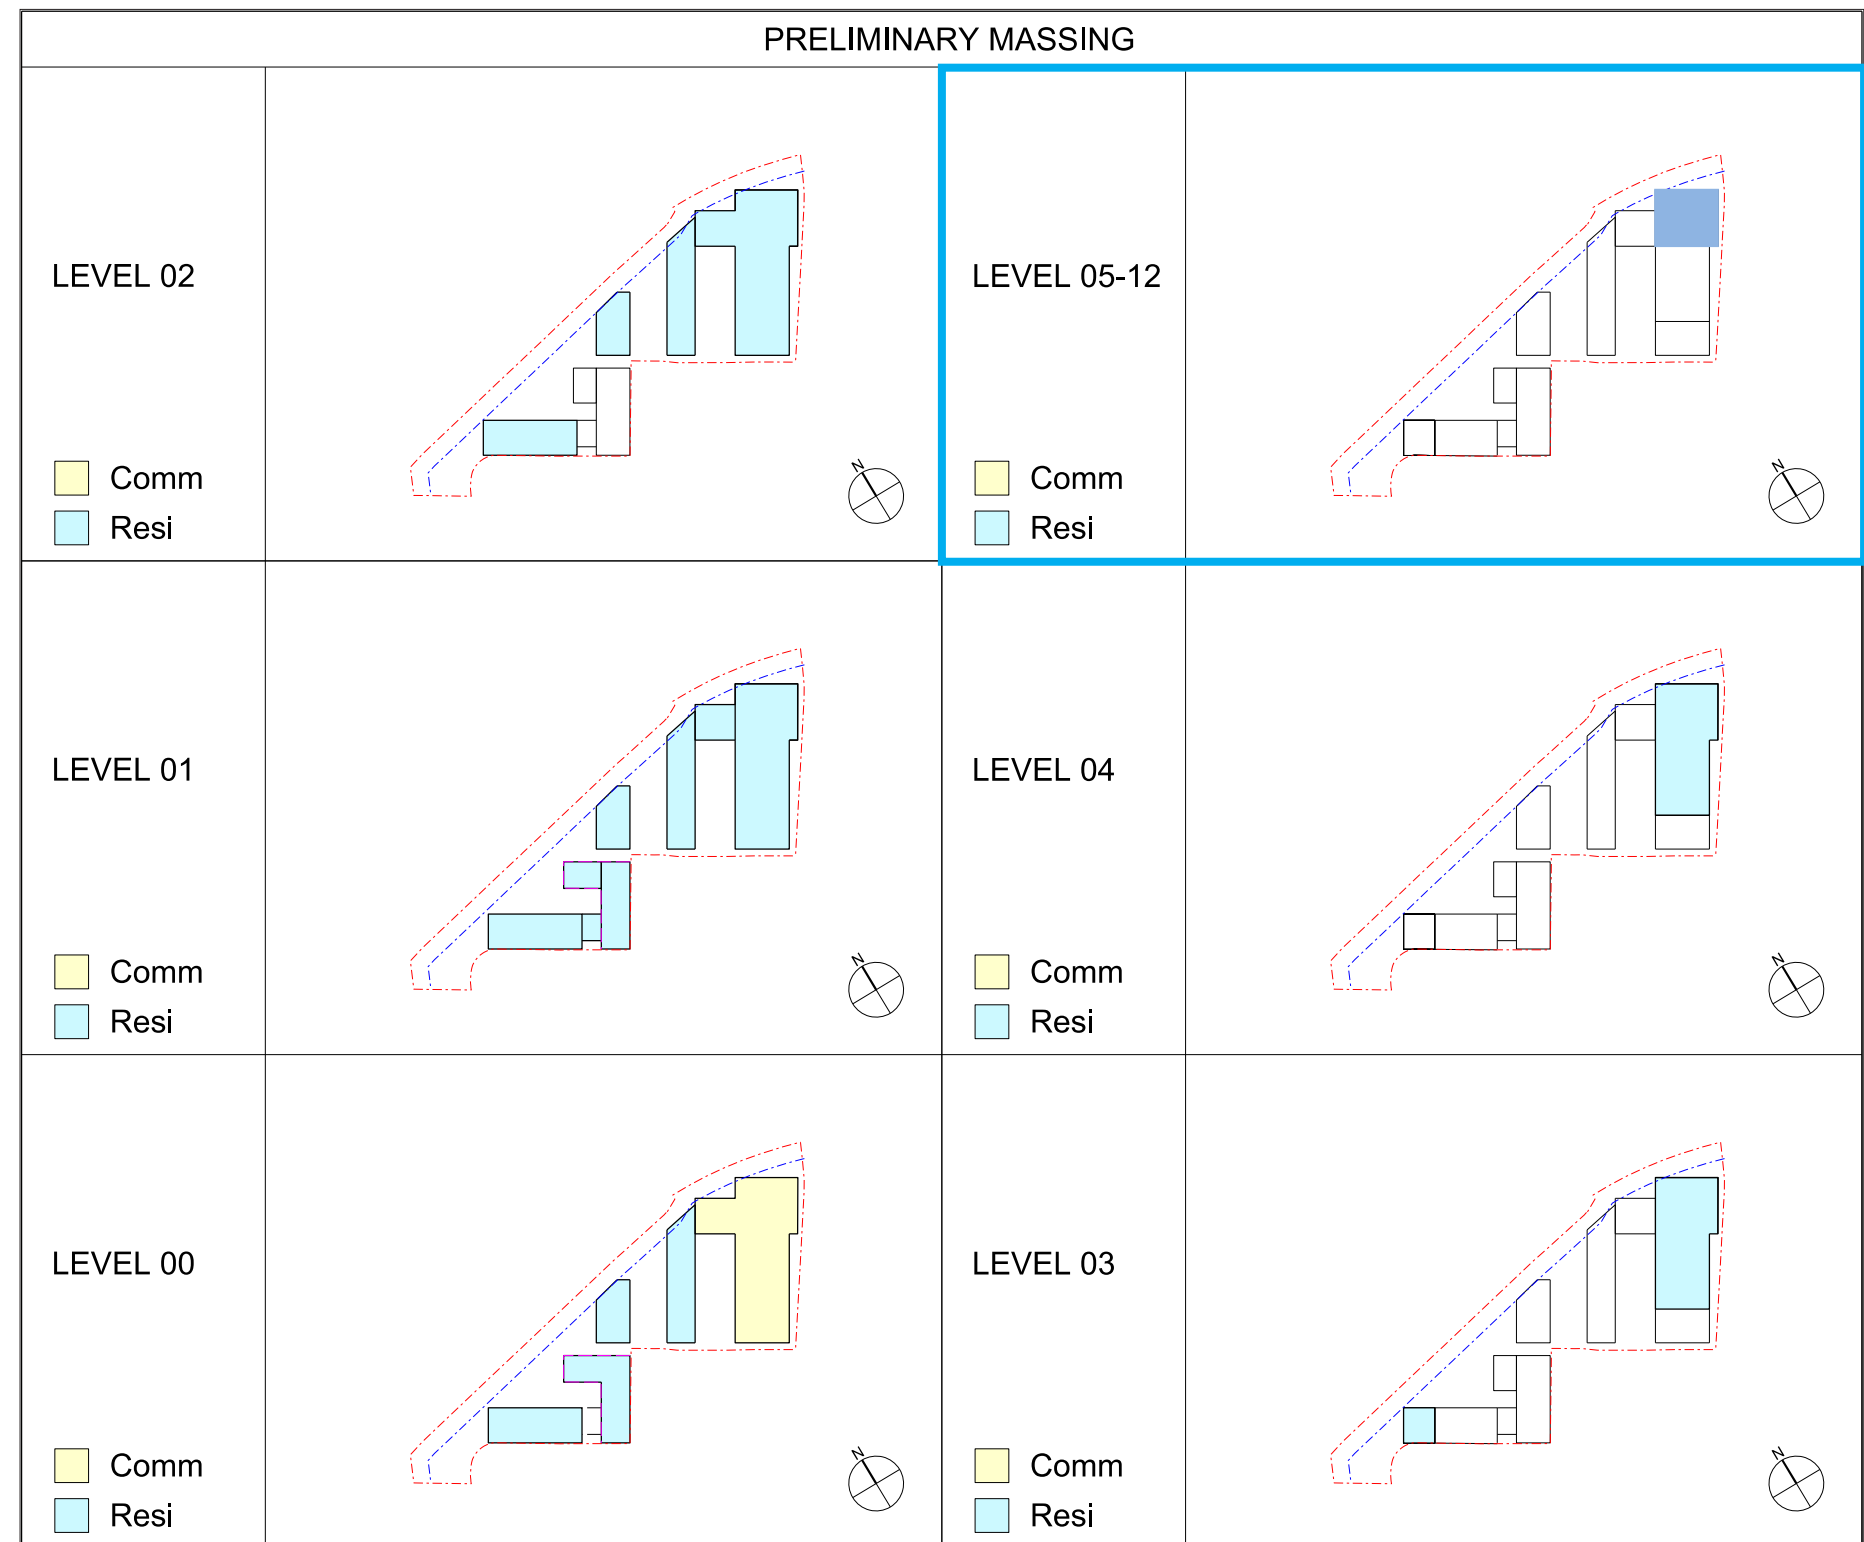 PRELIMINARY MASSING
LEVEL 02
Comm
Resi
N
LEVEL 05-12
Comm
Resi
N
LEVEL 01
Comm
Resi
N
LEVEL 04
Comm
Resi
N
LEVEL 00
Comm
Resi
N
LEVEL 03
Comm
Resi
N